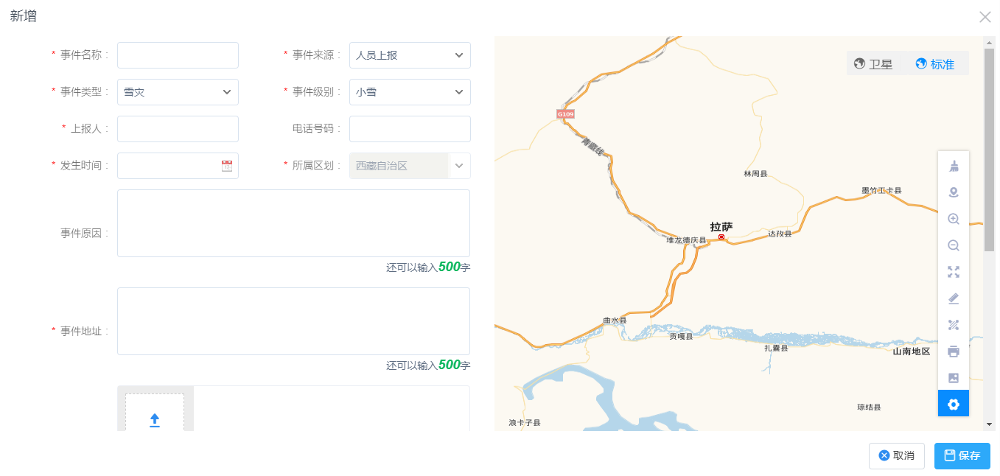 新增
* 事件名称 :
* 事件来源 : 人员上报
* 事件类型 : 雪灾
* 事件级别 : 小雪
* 上报人 :
电话号码 :
* 发生时间 :
* 所属区划 : 西藏自治区
事件原因 :
还可以输入500字
* 事件地址 :
还可以输入500字
卫星 标准
G109
青藏线
林周县
墨竹工卡县
拉萨
达孜县
堆龙德庆县
曲水县
贡嘎县
扎囊县
山南地区
琼结县
浪卡子县
取消 保存